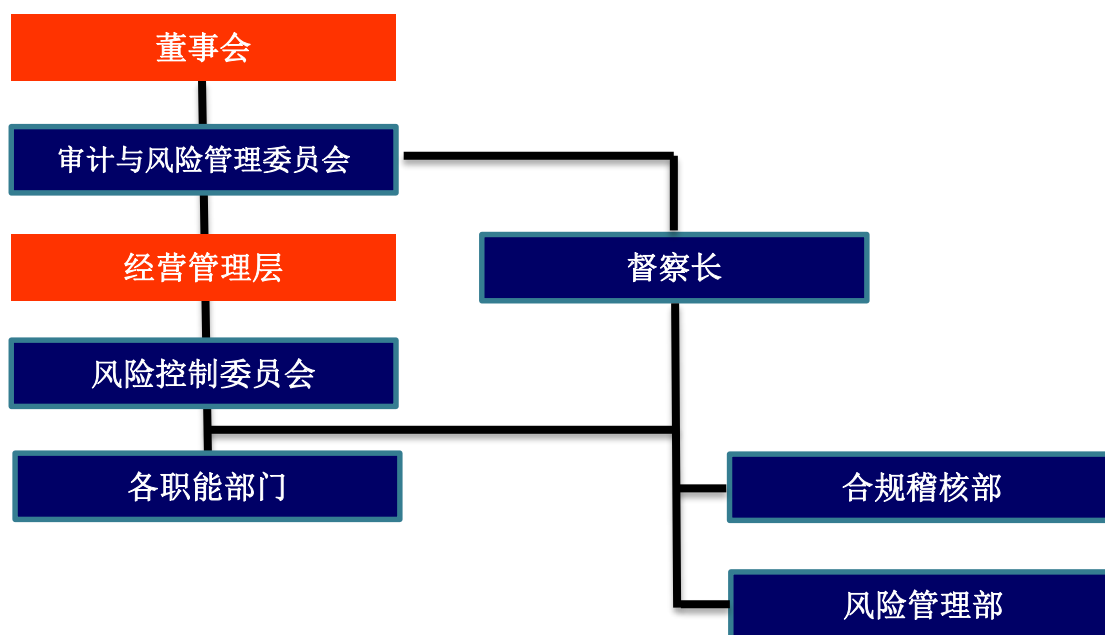 董事会
审计与风险管理委员会
经营管理层
督察长
风险控制委员会
各职能部门
合规稽核部
风险管理部